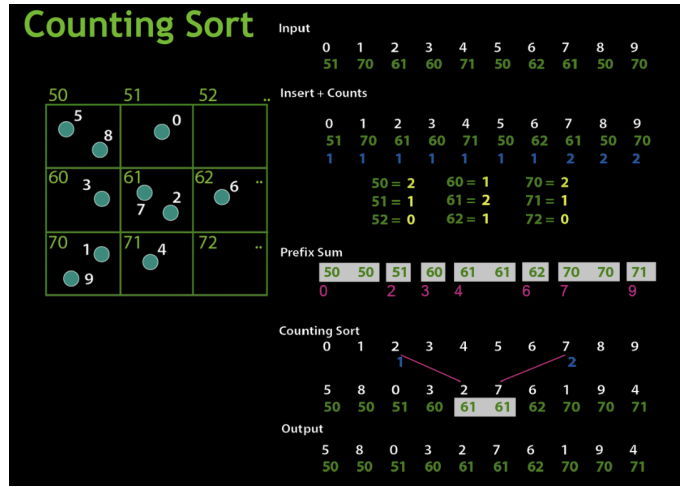 Counting Sort
50 51 52 ..
5 8 0
60 61 62 ..
3 7 2 6
70 71 72 ..
1 9 4
Input
0 1 2 3 4 5 6 7 8 9
51 70 61 60 71 50 62 61 50 70
Insert + Counts
0 1 2 3 4 5 6 7 8 9
51 70 61 60 71 50 62 61 50 70
1 1 1 1 1 1 1 2 2 2
50 = 2 60 = 1 70 = 2
51 = 1 61 = 2 71 = 1
52 = 0 62 = 1 72 = 0
Prefix Sum
50 50 51 60 61 61 62 70 70 71
0 2 3 4 6 7 9
Counting Sort
0 1 2 3 4 5 6 7 8 9
1 2
5 8 0 3 2 7 6 1 9 4
50 50 51 60 61 61 62 70 70 71
Output
5 8 0 3 2 7 6 1 9 4
50 50 51 60 61 61 62 70 70 71